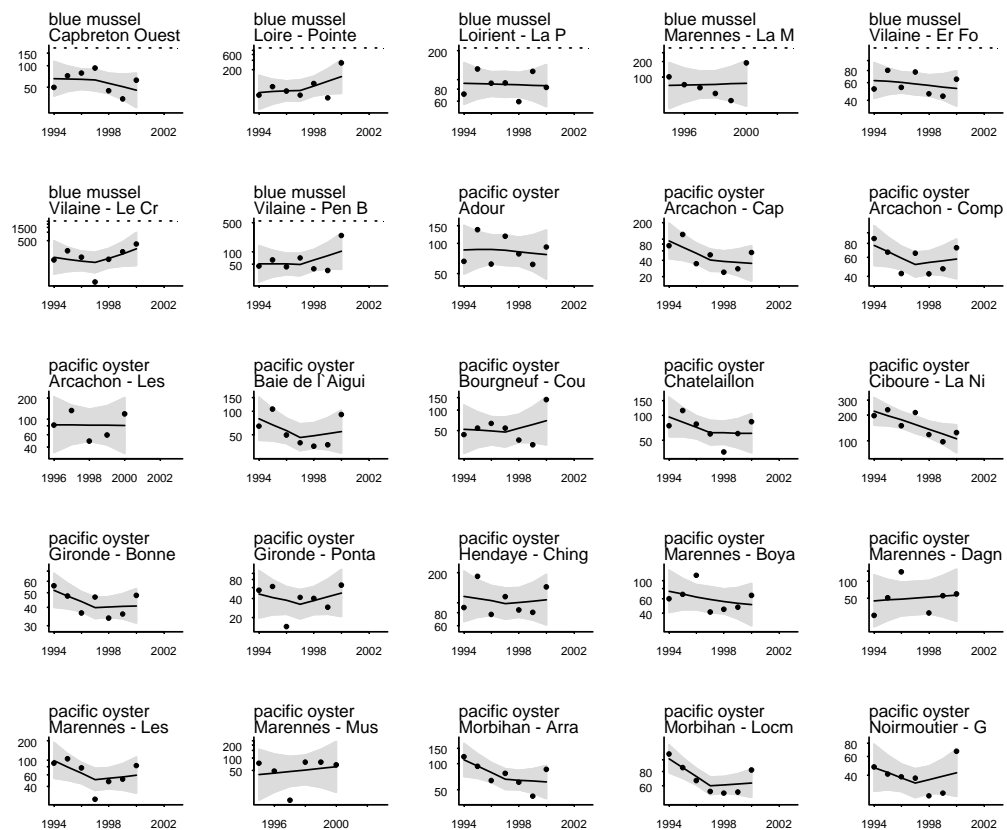 blue mussel
Capbreton Ouest
150
100
50
1994 1998 2002
blue mussel
Loire - Pointe
600
200
1994 1998 2002
blue mussel
Loirient - La P
200
80
60
1994 1998 2002
blue mussel
Marennes - La M
200
100
1996 2000
blue mussel
Vilaine - Er Fo
80
60
40
1994 1998 2002
blue mussel
Vilaine - Le Cr
1500
500
1994 1998 2002
blue mussel
Vilaine - Pen B
500
100
50
1994 1998 2002
pacific oyster
Adour
150
100
50
1994 1998 2002
pacific oyster
Arcachon - Cap
200
80
40
20
1994 1998 2002
pacific oyster
Arcachon - Comp
80
60
40
1994 1998 2002
pacific oyster
Arcachon - Les
200
100
60
40
1996 1998 2000 2002
pacific oyster
Baie de l`Aigui
150
100
50
1994 1998 2002
pacific oyster
Bourgneuf - Cou
150
100
50
1994 1998 2002
pacific oyster
Chatelaillon
150
100
50
1994 1998 2002
pacific oyster
Ciboure - La Ni
300
200
100
1994 1998 2002
pacific oyster
Gironde - Bonne
60
50
40
30
1994 1998 2002
pacific oyster
Gironde - Ponta
80
40
20
1994 1998 2002
pacific oyster
Hendaye - Ching
200
80
60
1994 1998 2002
pacific oyster
Marennes - Boya
100
60
40
1994 1998 2002
pacific oyster
Marennes - Dagn
100
50
1994 1998 2002
pacific oyster
Marennes - Les
200
100
60
40
1994 1998 2002
pacific oyster
Marennes - Mus
200
100
50
1996 2000
pacific oyster
Morbihan - Arra
150
100
50
1994 1998 2002
pacific oyster
Morbihan - Locm
80
60
1994 1998 2002
pacific oyster
Noirmoutier - G
80
60
40
1994 1998 2002